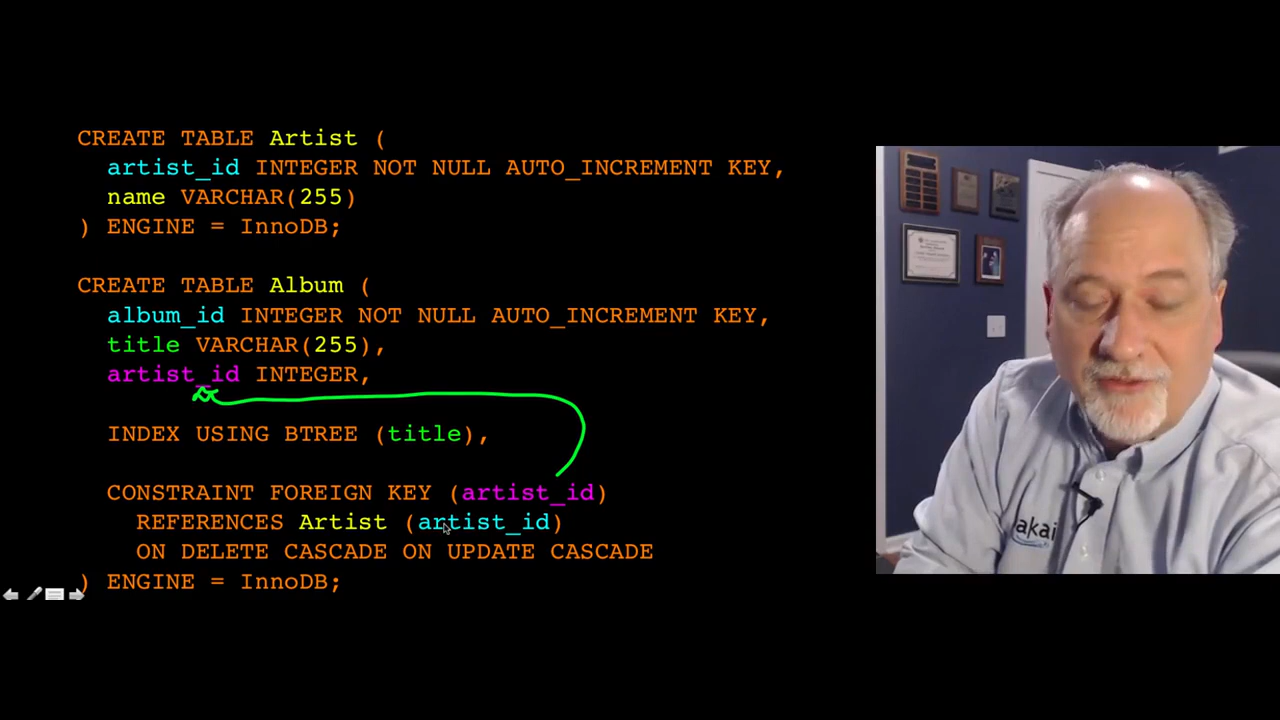 CREATE TABLE Artist (
artist_id INTEGER NOT NULL AUTO_INCREMENT KEY,
name VARCHAR(255)
) ENGINE = InnoDB;
CREATE TABLE Album (
album_id INTEGER NOT NULL AUTO_INCREMENT KEY,
title VARCHAR(255),
artist_id INTEGER,
INDEX USING BTREE (title),
CONSTRAINT FOREIGN KEY (artist_id)
REFERENCES Artist (artist_id)
ON DELETE CASCADE ON UPDATE CASCADE
) ENGINE = InnoDB;
akai